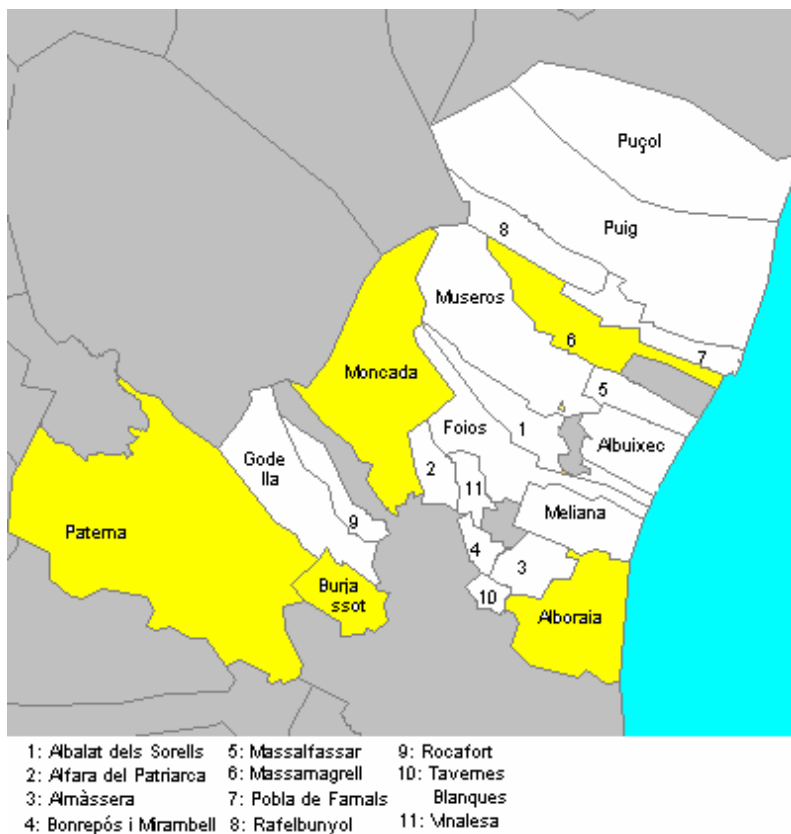 Puçol
Puig
8
Museros
6
7
Moncada
5
Foios
1
Albuixec
Gode
lla
2
11
Meliana
9
Paterna
4
3
Burja
ssot
10
Alboraia
1: Albalat dels Sorells
2: Alfara del Patriarca
3: Almàssera
4: Bonrepós i Mirambell
5: Massalfassar
6: Massamagrell
7: Pobla de Farnals
8: Rafelbunyol
9: Rocafort
10: Tavernes
Blanques
11: Vinalesa